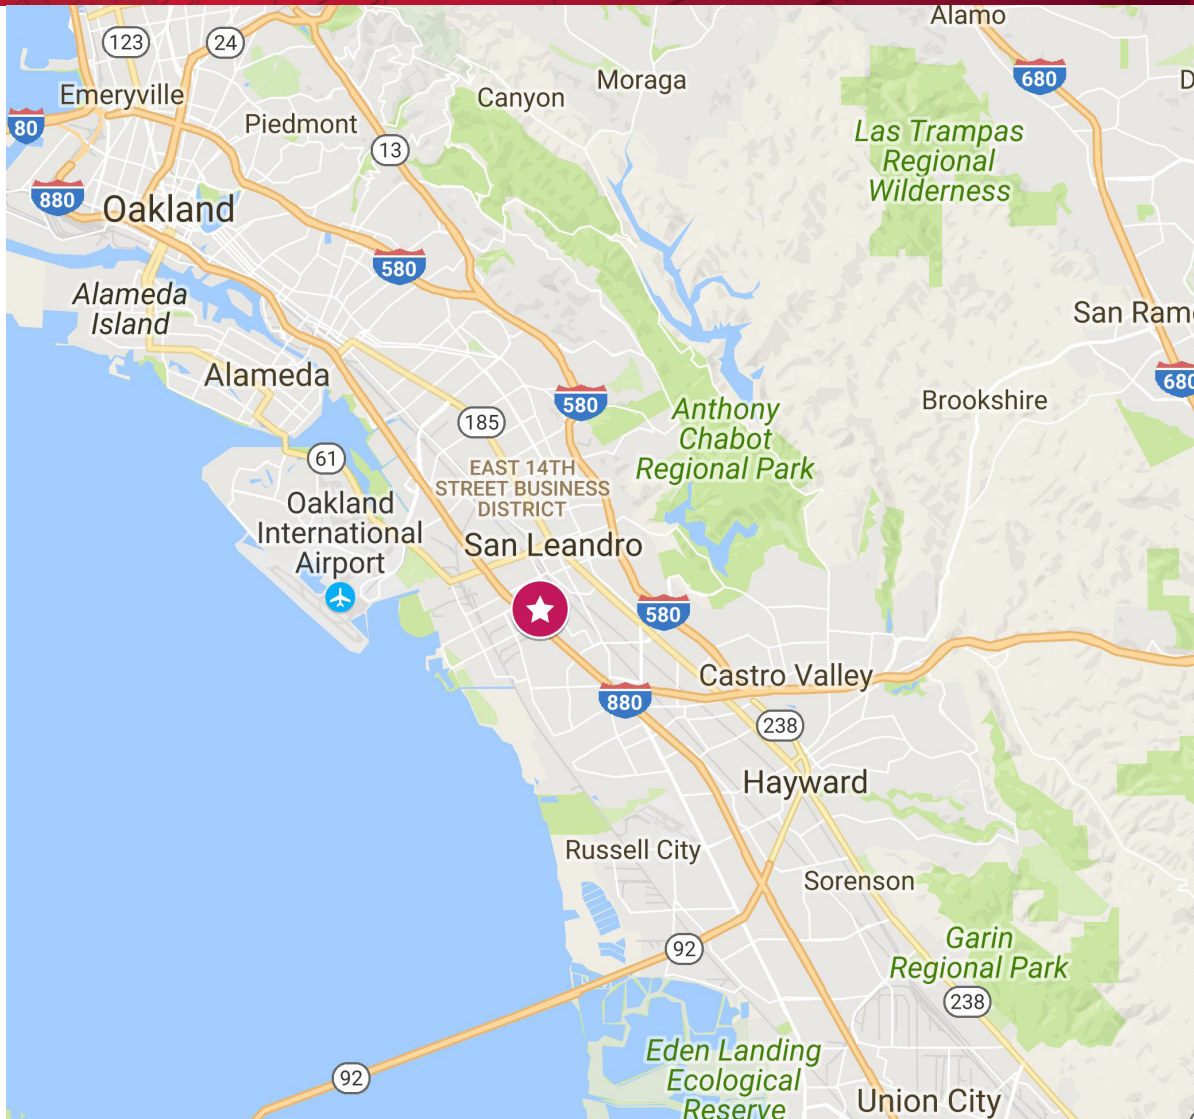 Alamo
123
24
680
Moraga
D
Emeryville
Canyon
80
Piedmont
Las Trampas
Regional
Wilderness
13
880
Oakland
580
Alameda
Island
San Ramo
Alameda
680
580
Brookshire
Anthony
Chabot
Regional Park
185
61
EAST 14TH
STREET BUSINESS
DISTRICT
Oakland
International
Airport
San Leandro
580
Castro Valley
880
238
Hayward
Russell City
Sorenson
92
Garin
Regional Park
238
Eden Landing
Ecological
Reserve
92
Union City